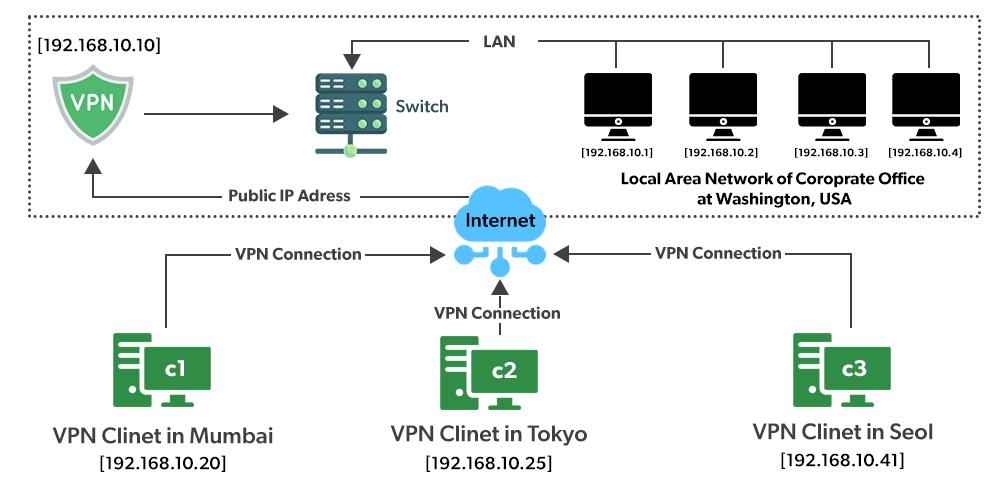 [192.168.10.10]
LAN
VPN
Switch
[192.168.10.1]
[192.168.10.2]
[192.168.10.3]
[192.168.10.4]
Local Area Network of Coroprate Office
at Washington, USA
Public IP Adress
Internet
VPN Connection
VPN Connection
VPN Connection
c1
c2
c3
VPN Clinet in Mumbai
[192.168.10.20]
VPN Clinet in Tokyo
[192.168.10.25]
VPN Clinet in Seol
[192.168.10.41]